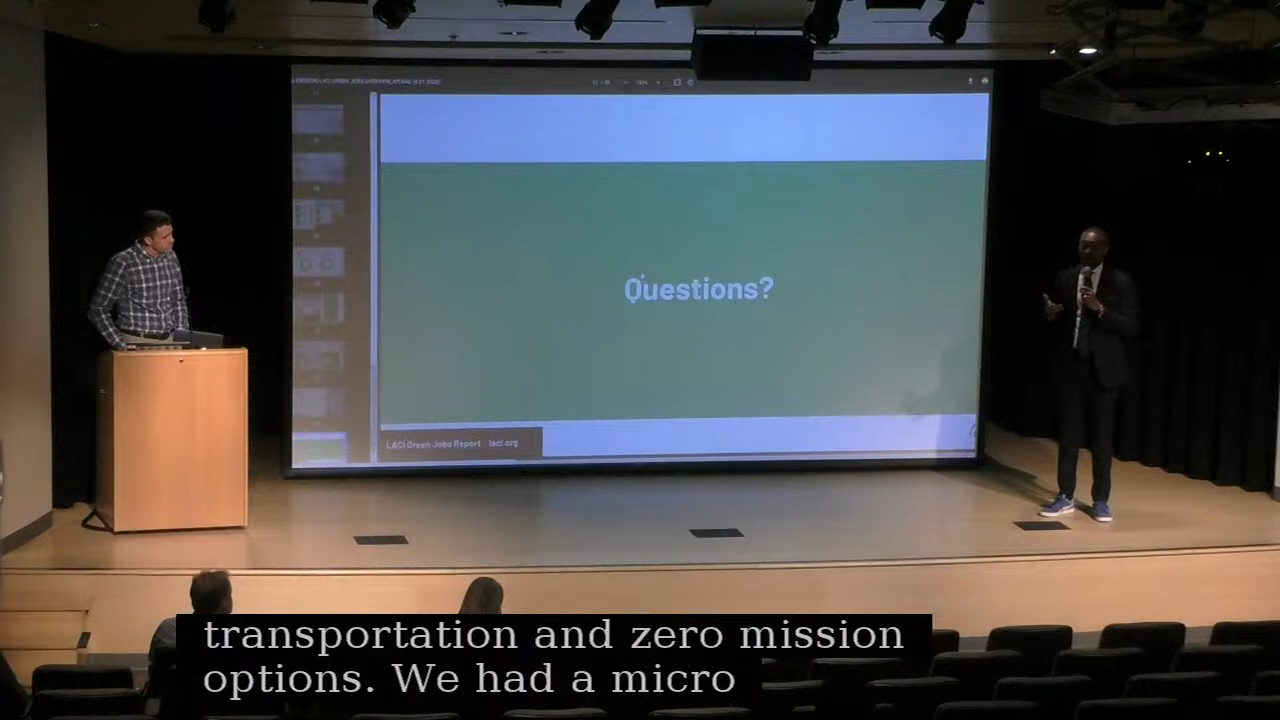 Questions?
LACI Green Jobs Report laci.org
transportation and zero mission
options. We had a micro